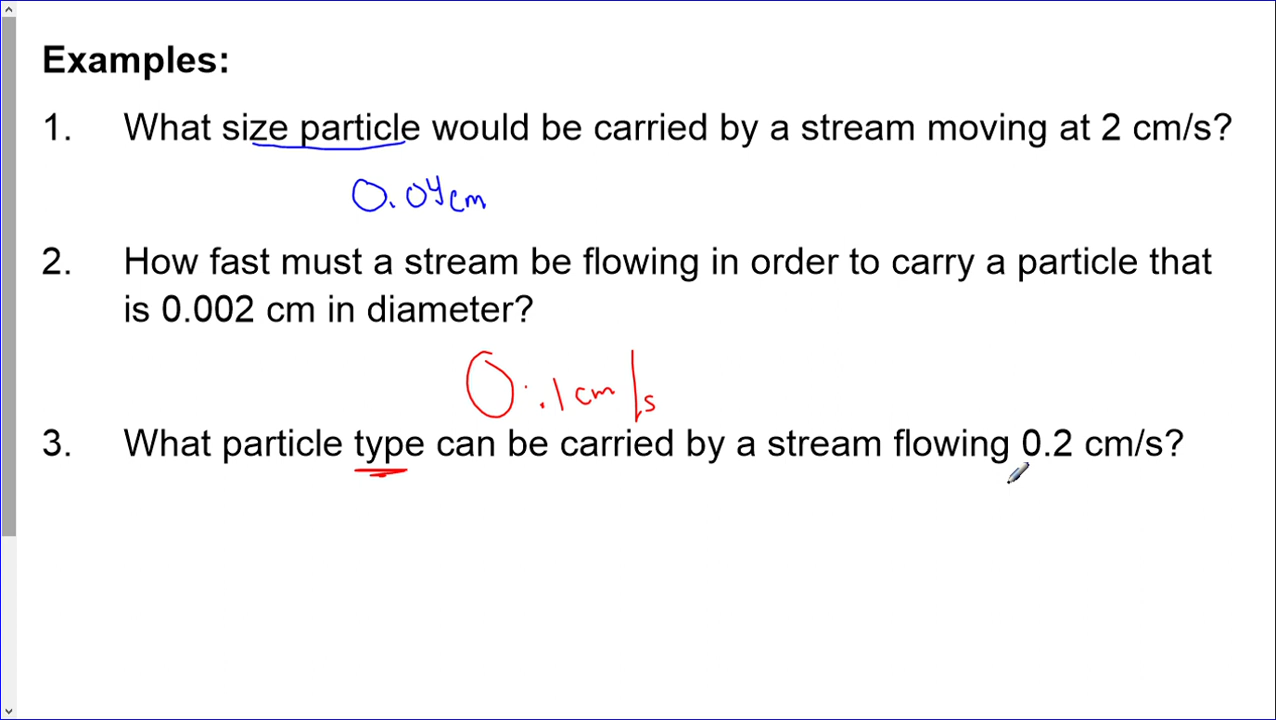 Examples:
1. What size particle would be carried by a stream moving at 2 cm/s?
0.04cm
2. How fast must a stream be flowing in order to carry a particle that
is 0.002 cm in diameter?
0.1cm/s
3. What particle type can be carried by a stream flowing 0.2 cm/s?